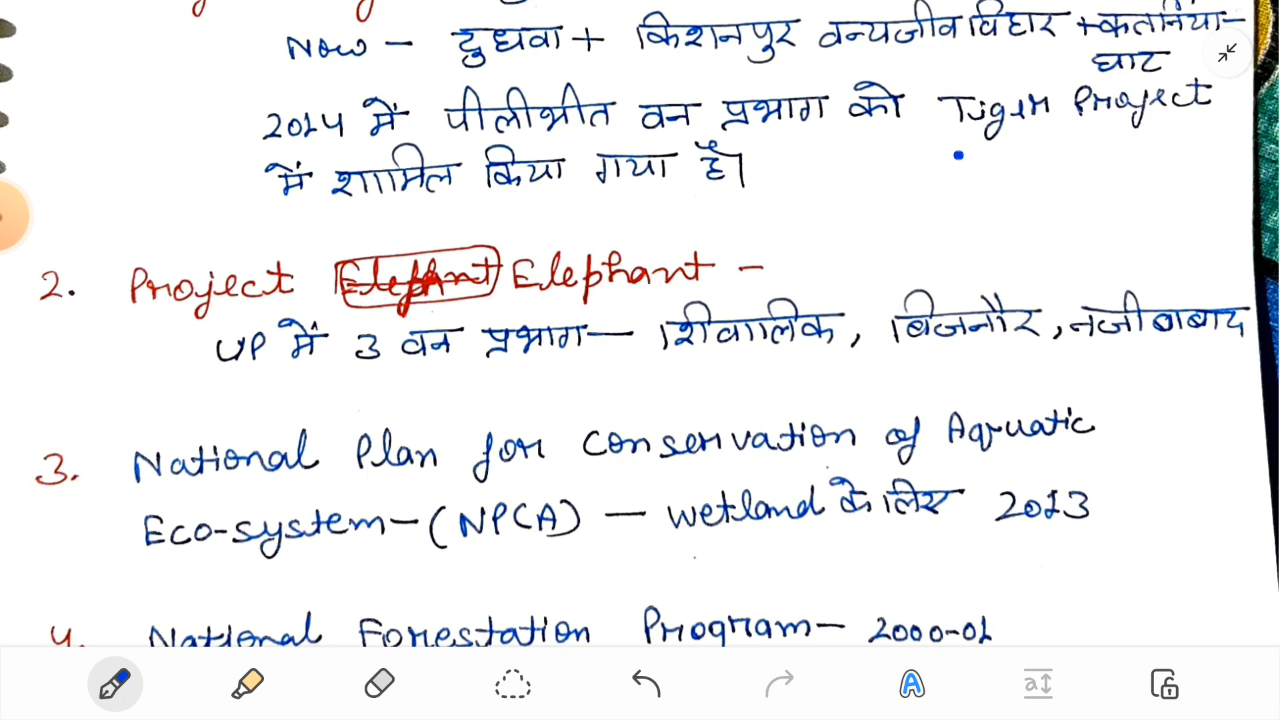 Now - दुधवा + किशनपुर वन्यजीव विहार + कतर्निया-
घाट
2014 में पीलीभीत वन प्रभाग को Tiger Project
में शामिल किया गया है।
2. Project Elephant Elephant -
UP में 3 वन प्रभाग — शिवालिक, बिजनौर, नजीबाबाद
3. National Plan for Conservation of Aquatic
Eco-system - (NPCA) — wetland के लिए 2013
4. National Forestation Program - 2000-01